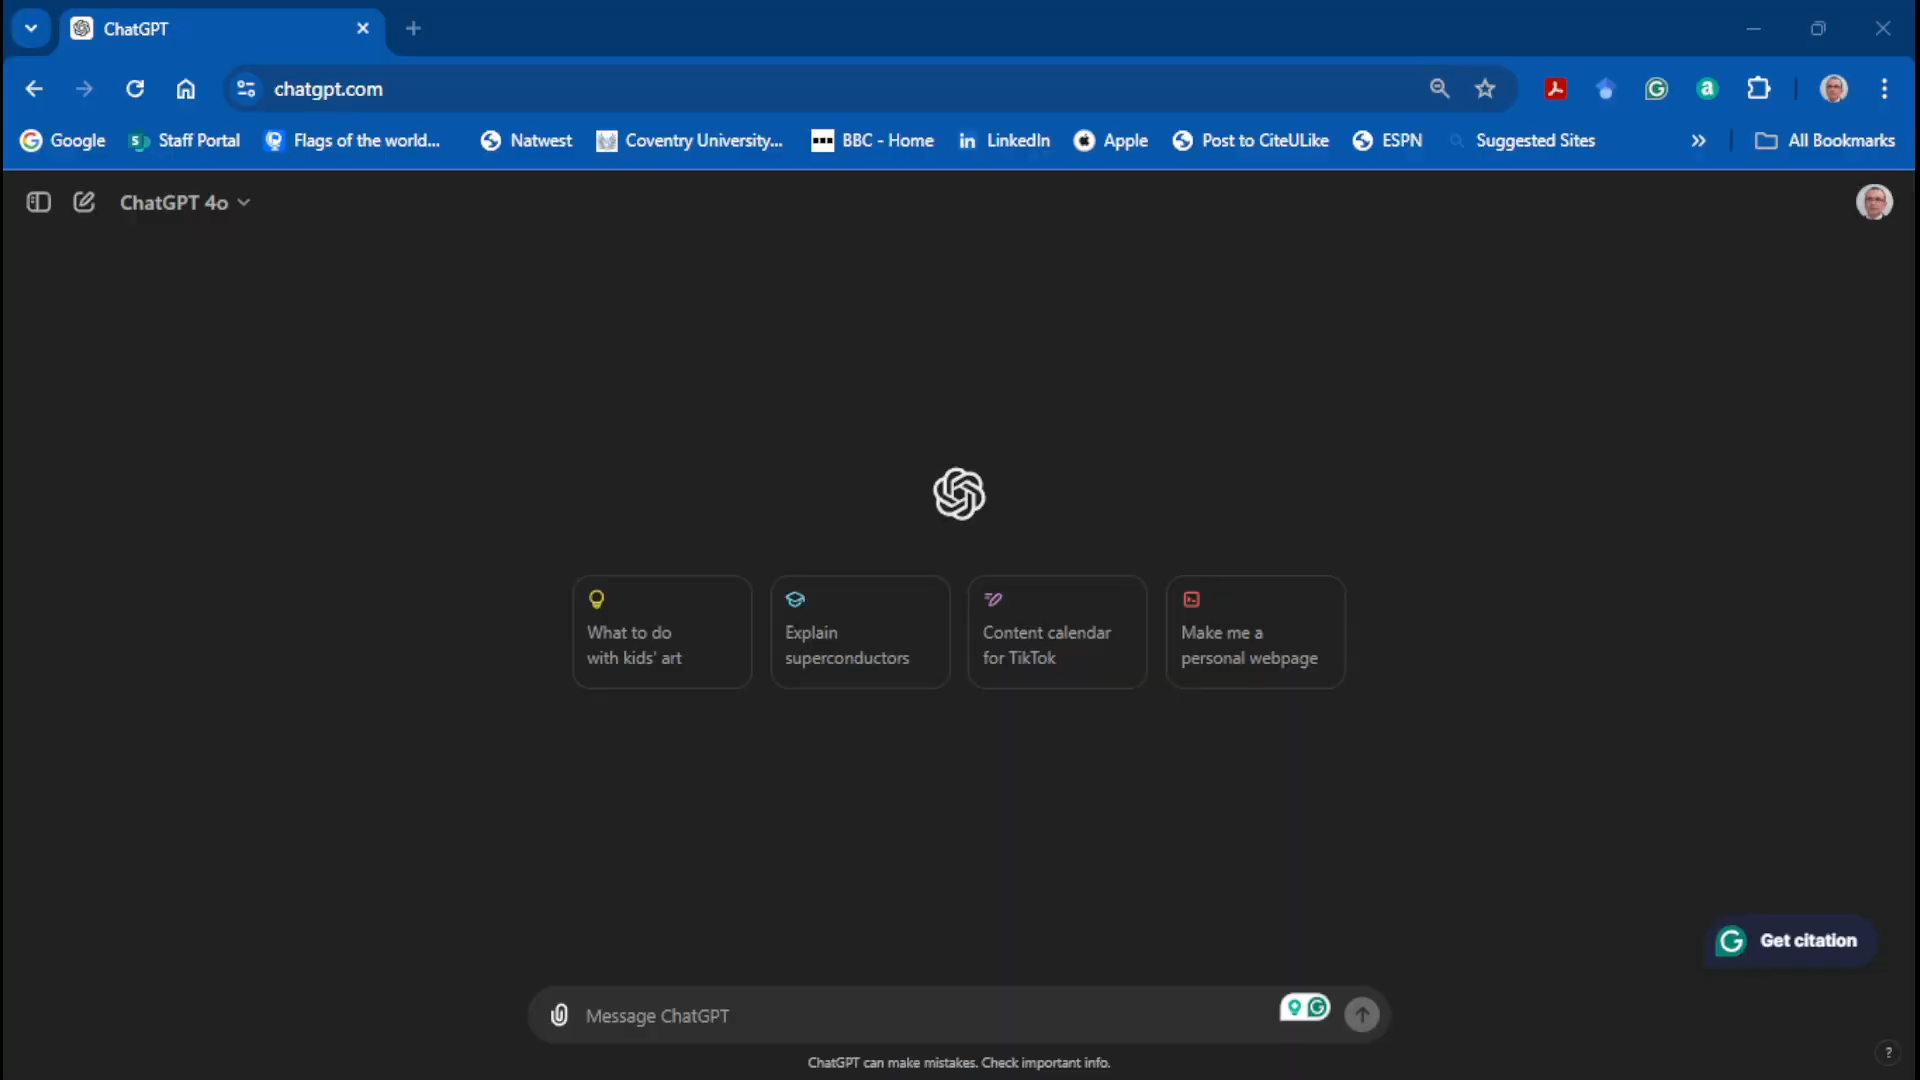 ChatGPT
chatgpt.com
Google Staff Portal Flags of the world... Natwest Coventry University... BBC - Home LinkedIn Apple Post to CiteULike ESPN Suggested Sites » All Bookmarks
ChatGPT 4o
What to do
with kids' art
Explain
superconductors
Content calendar
for TikTok
Make me a
personal webpage
Get citation
Message ChatGPT
ChatGPT can make mistakes. Check important info.
?